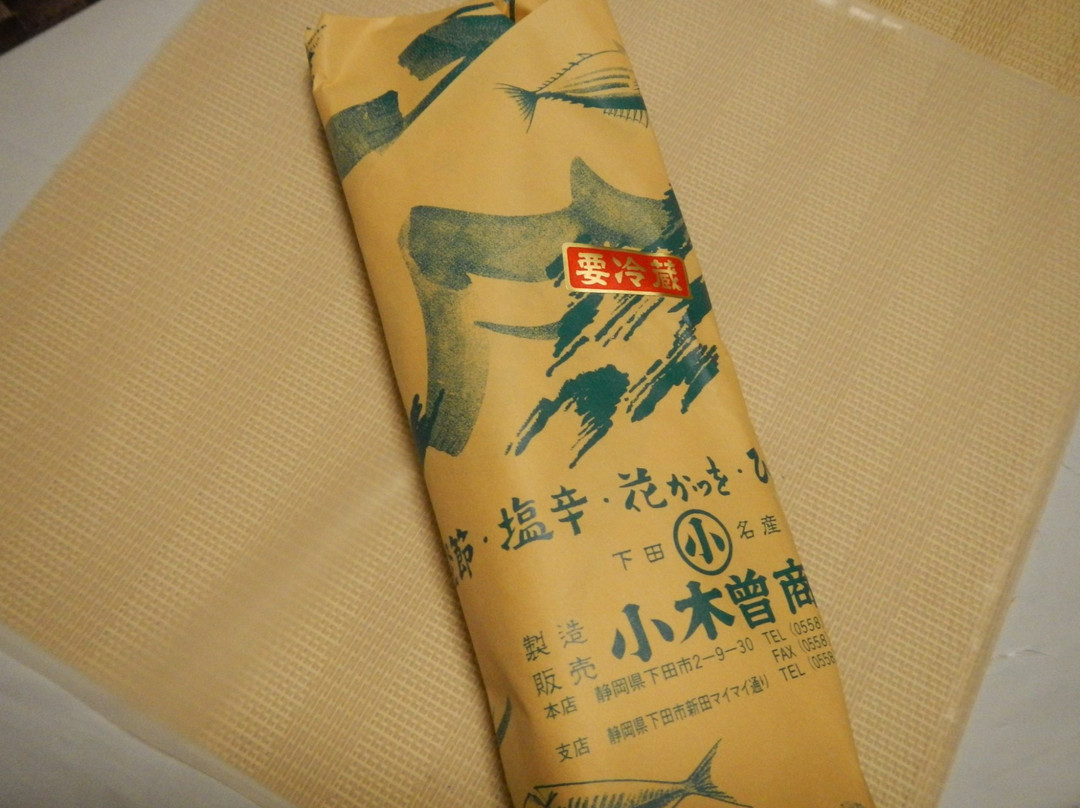 要冷蔵
節・塩辛・花かつを・ひ
下田 小 名産
製造
販売
小木曽商
本店 静岡県下田市2-9-30 TEL (0558)
FAX (0558)
支店 静岡県下田市新田マイマイ通り TEL (0558